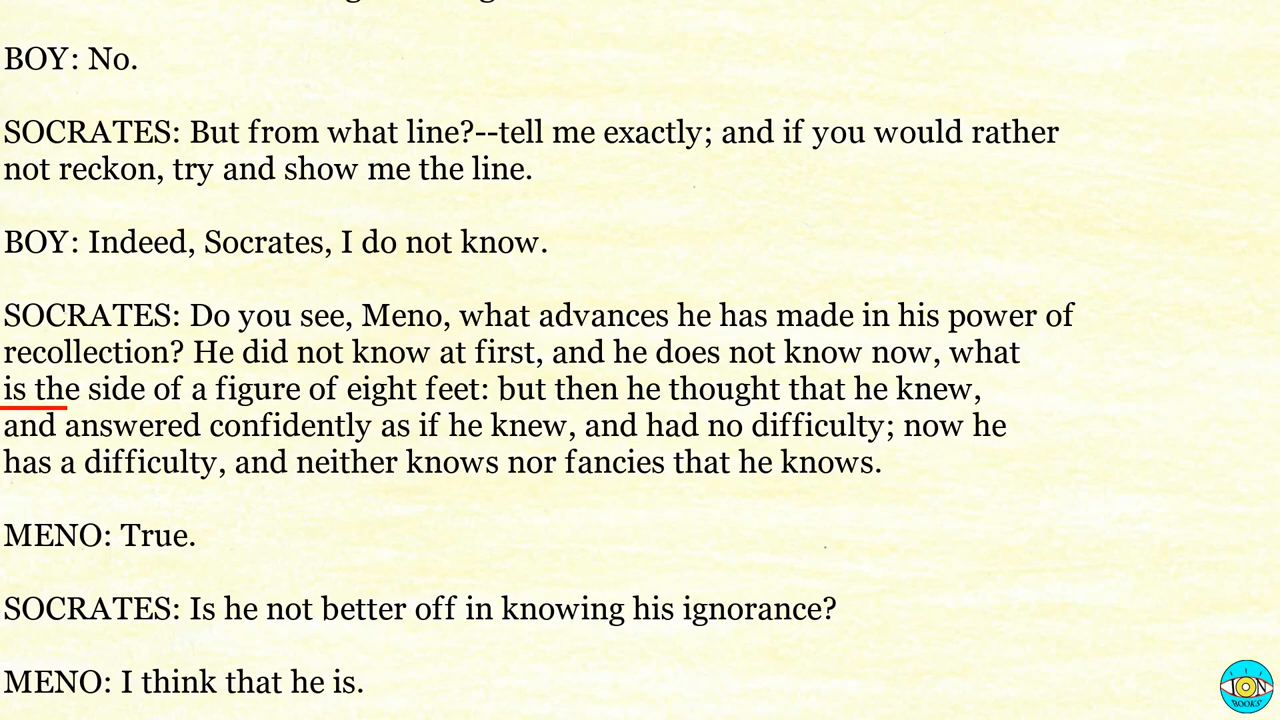 BOY: No.
SOCRATES: But from what line?--tell me exactly; and if you would rather
not reckon, try and show me the line.
BOY: Indeed, Socrates, I do not know.
SOCRATES: Do you see, Meno, what advances he has made in his power of
recollection? He did not know at first, and he does not know now, what
is the side of a figure of eight feet: but then he thought that he knew,
and answered confidently as if he knew, and had no difficulty; now he
has a difficulty, and neither knows nor fancies that he knows.
MENO: True.
SOCRATES: Is he not better off in knowing his ignorance?
MENO: I think that he is.
ION
BOOKS